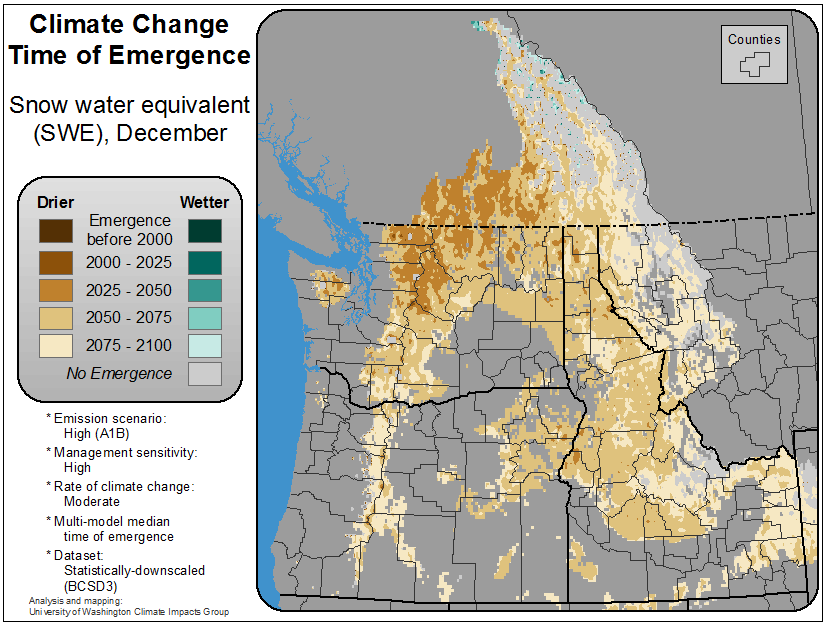 Climate Change
Time of Emergence
Snow water equivalent
(SWE), December
Drier
Wetter
Emergence
before 2000
2000 - 2025
2025 - 2050
2050 - 2075
2075 - 2100
No Emergence
* Emission scenario:
High (A1B)
* Management sensitivity:
High
* Rate of climate change:
Moderate
* Multi-model median
time of emergence
* Dataset:
Statistically-downscaled
(BCSD3)
Analysis and mapping:
University of Washington Climate Impacts Group
Counties